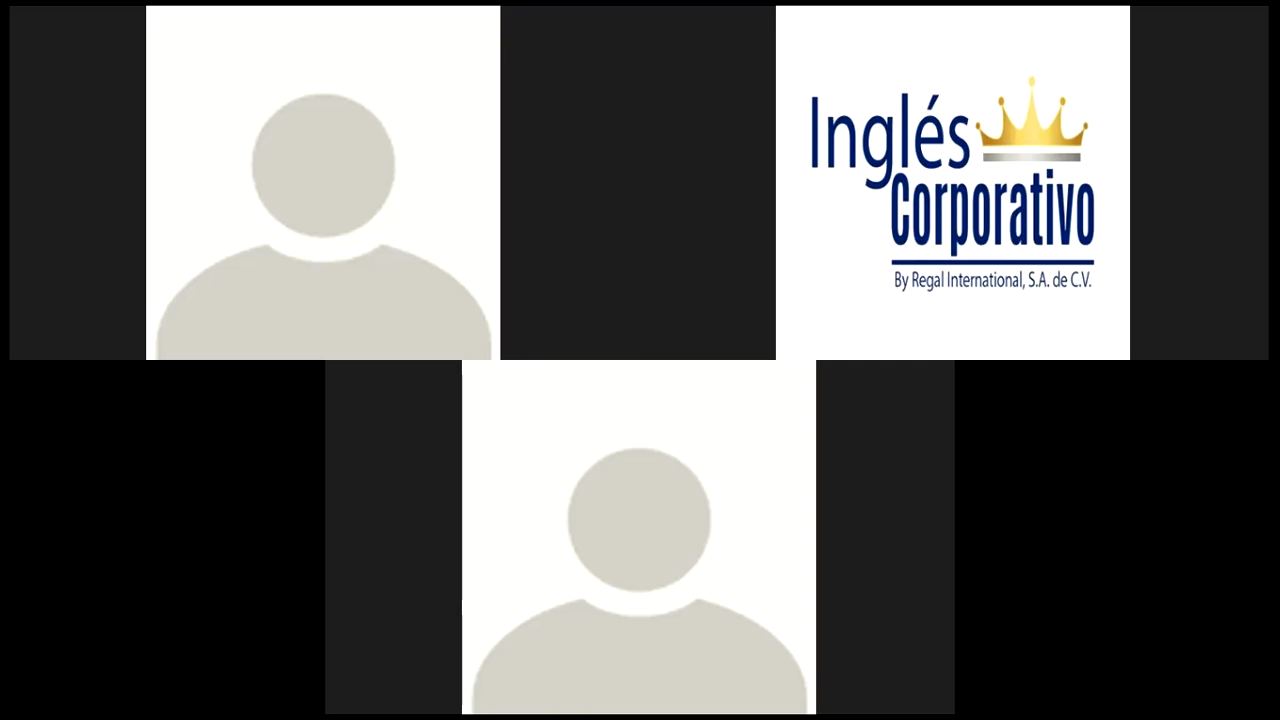 Inglés
Corporativo
By Regal International, S.A. de C.V.